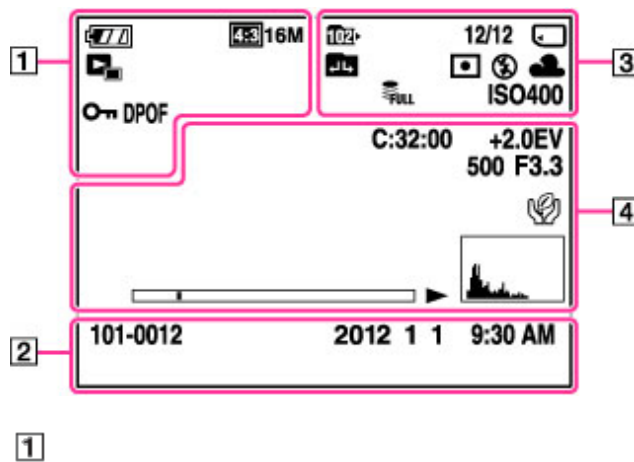 1
4:3 16M
DPOF
102 12/12
FULL ISO400
3
C:32:00 +2.0EV
500 F3.3
4
101-0012 2012 1 1 9:30 AM
2
1